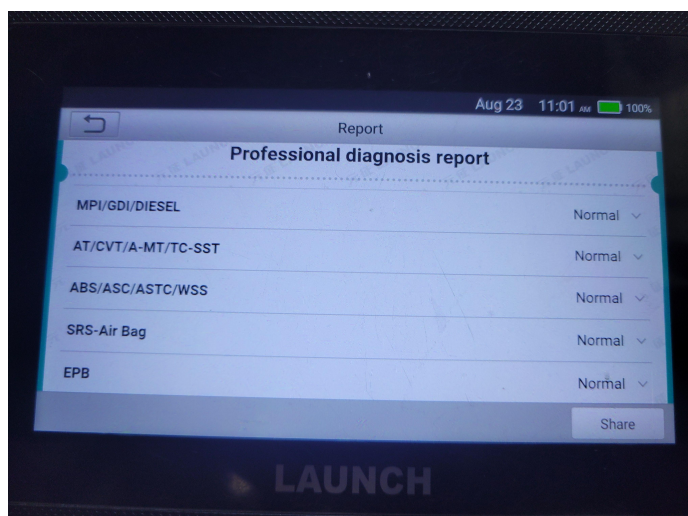 Aug 23 11:01 AM 100%
Report
Professional diagnosis report
MPI/GDI/DIESEL Normal
AT/CVT/A-MT/TC-SST Normal
ABS/ASC/ASTC/WSS Normal
SRS-Air Bag Normal
EPB Normal
Share
LAUNCH